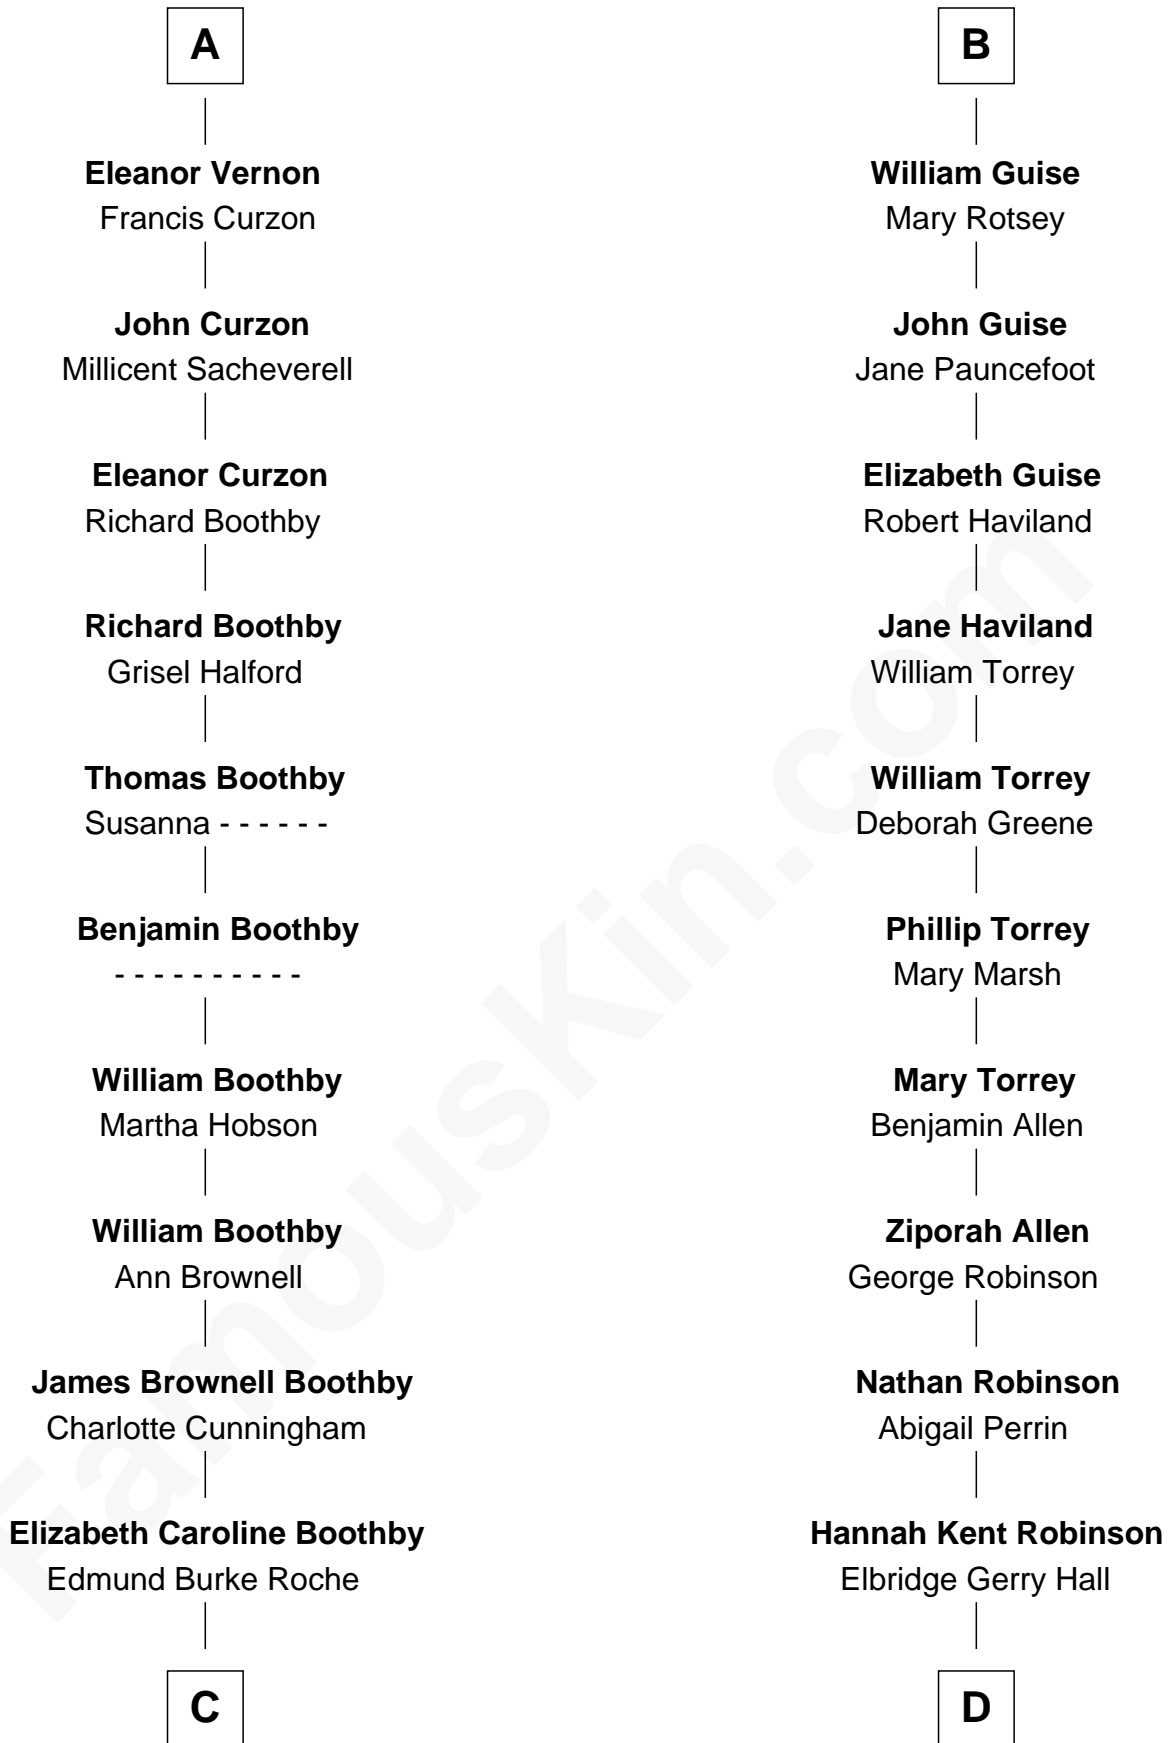 A
Eleanor Vernon
Francis Curzon
John Curzon
Millicent Sacheverell
Eleanor Curzon
Richard Boothby
Richard Boothby
Grisel Halford
Thomas Boothby
Susanna - - - - - -
Benjamin Boothby
- - - - - - - - - -
William Boothby
Martha Hobson
William Boothby
Ann Brownell
James Brownell Boothby
Charlotte Cunningham
Elizabeth Caroline Boothby
Edmund Burke Roche
C
B
William Guise
Mary Rotsey
John Guise
Jane Pauncefoot
Elizabeth Guise
Robert Haviland
Jane Haviland
William Torrey
William Torrey
Deborah Greene
Phillip Torrey
Mary Marsh
Mary Torrey
Benjamin Allen
Ziporah Allen
George Robinson
Nathan Robinson
Abigail Perrin
Hannah Kent Robinson
Elbridge Gerry Hall
D
FamousKin.com